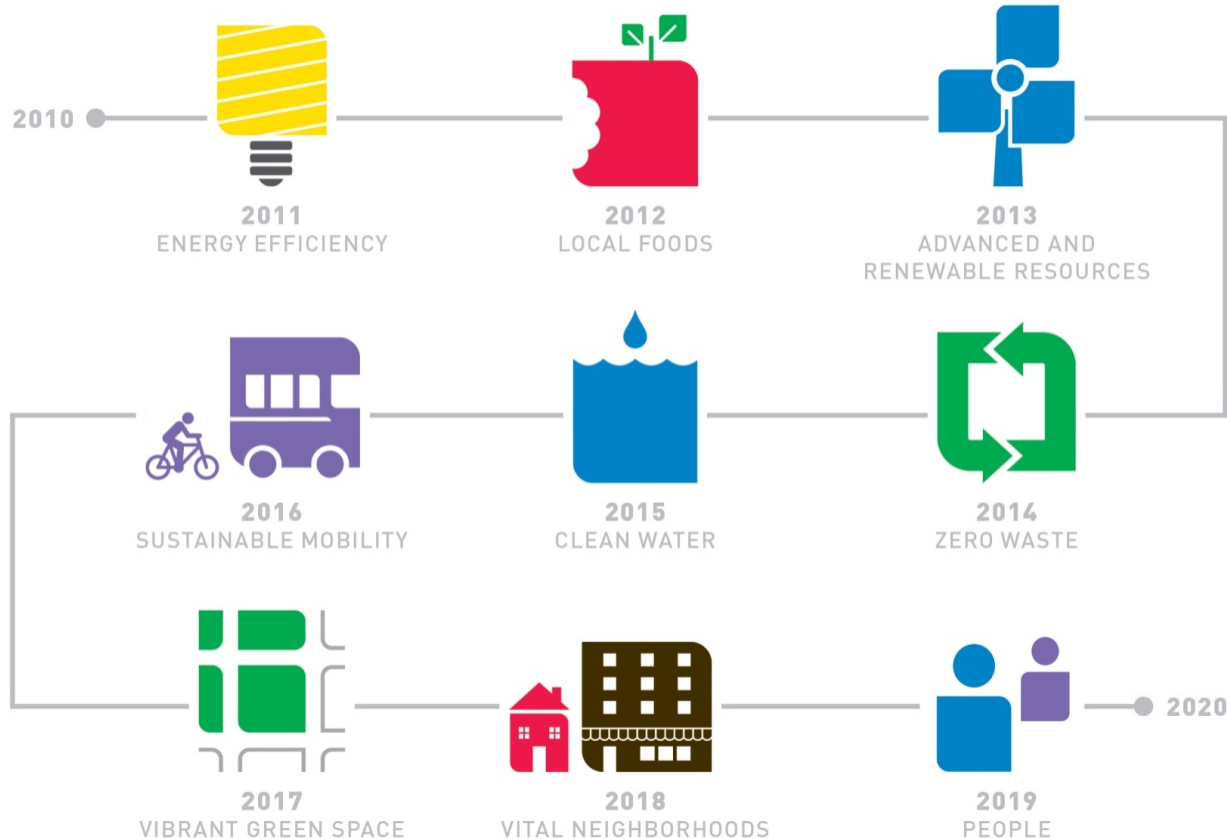 2010
2011
ENERGY EFFICIENCY
2012
LOCAL FOODS
2013
ADVANCED AND
RENEWABLE RESOURCES
2016
SUSTAINABLE MOBILITY
2015
CLEAN WATER
2014
ZERO WASTE
2017
VIBRANT GREEN SPACE
2018
VITAL NEIGHBORHOODS
2019
PEOPLE
2020